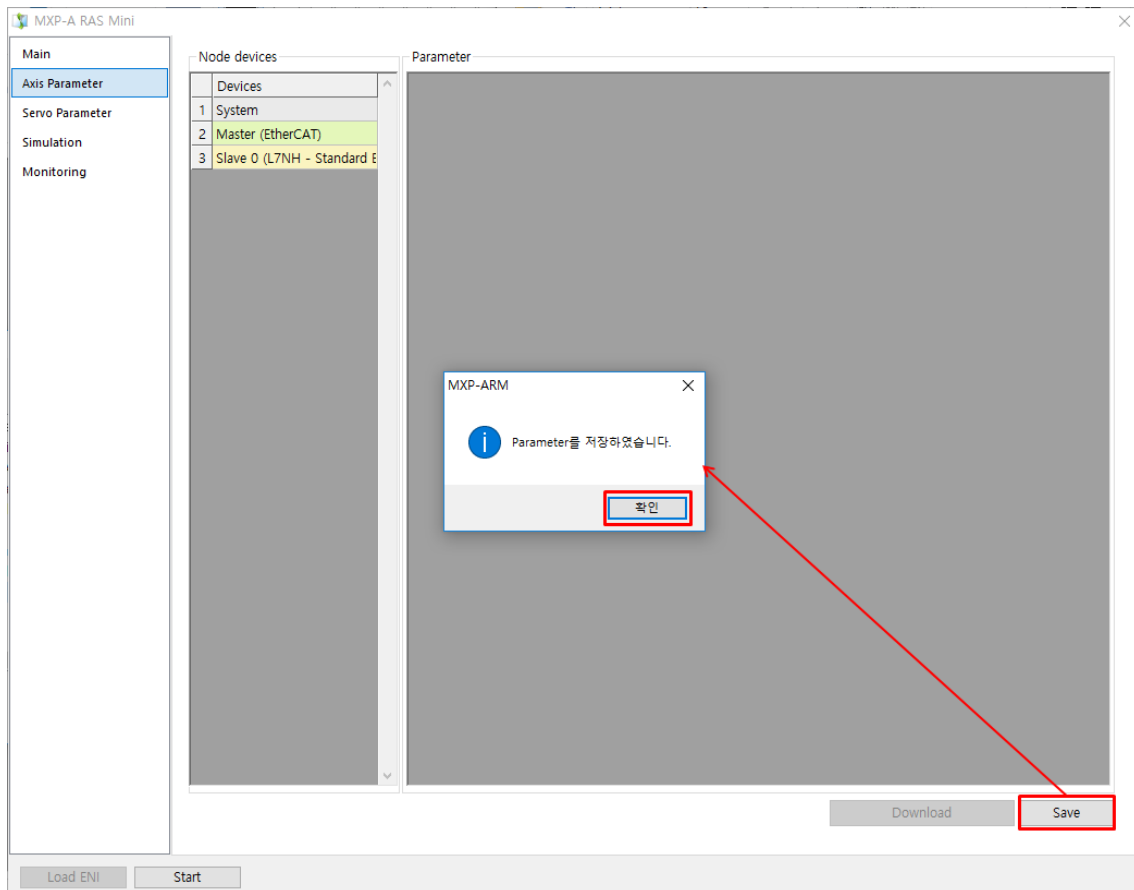 MXP-A RAS Mini
Main
Axis Parameter
Servo Parameter
Simulation
Monitoring
Node devices
Devices
1 System
2 Master (EtherCAT)
3 Slave 0 (L7NH - Standard E
Parameter
MXP-ARM
Parameter를 저장하였습니다.
확인
Download
Save
Load ENI
Start